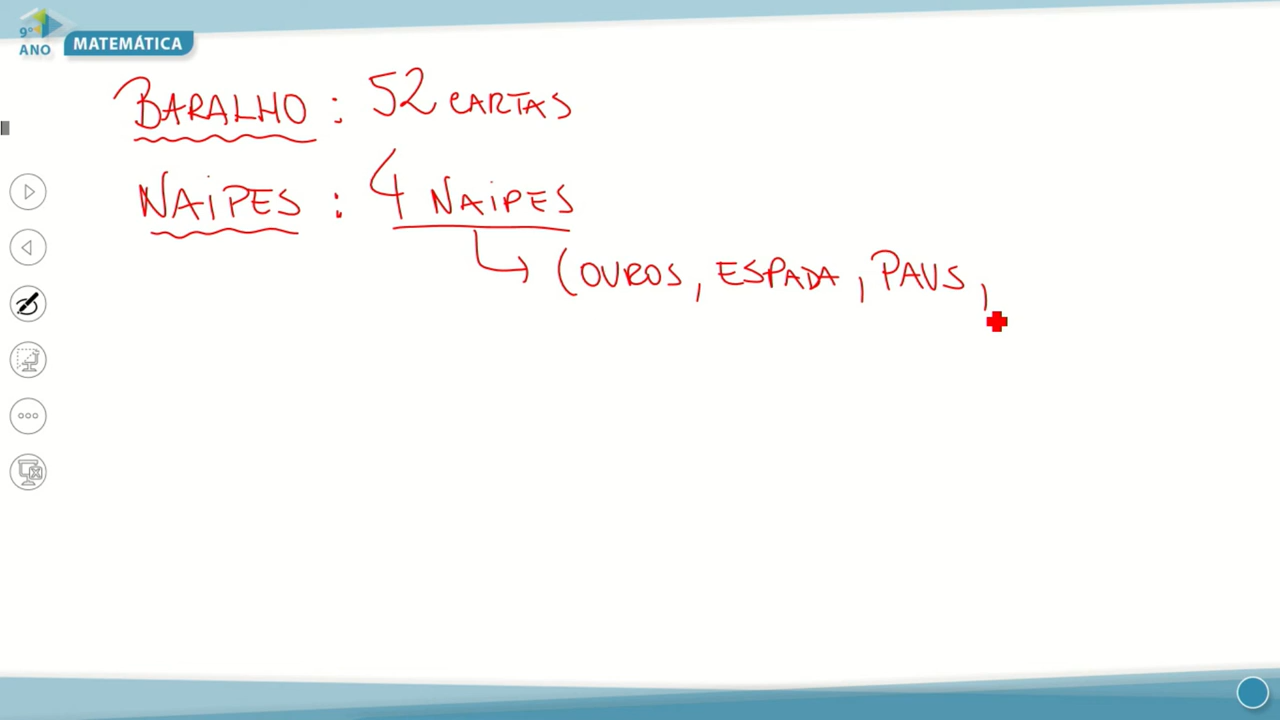 9º
ANO
MATEMÁTICA
BARALHO : 52 CARTAS
NAIPES : 4 NAIPES
(OUROS, ESPADA, PAUS,